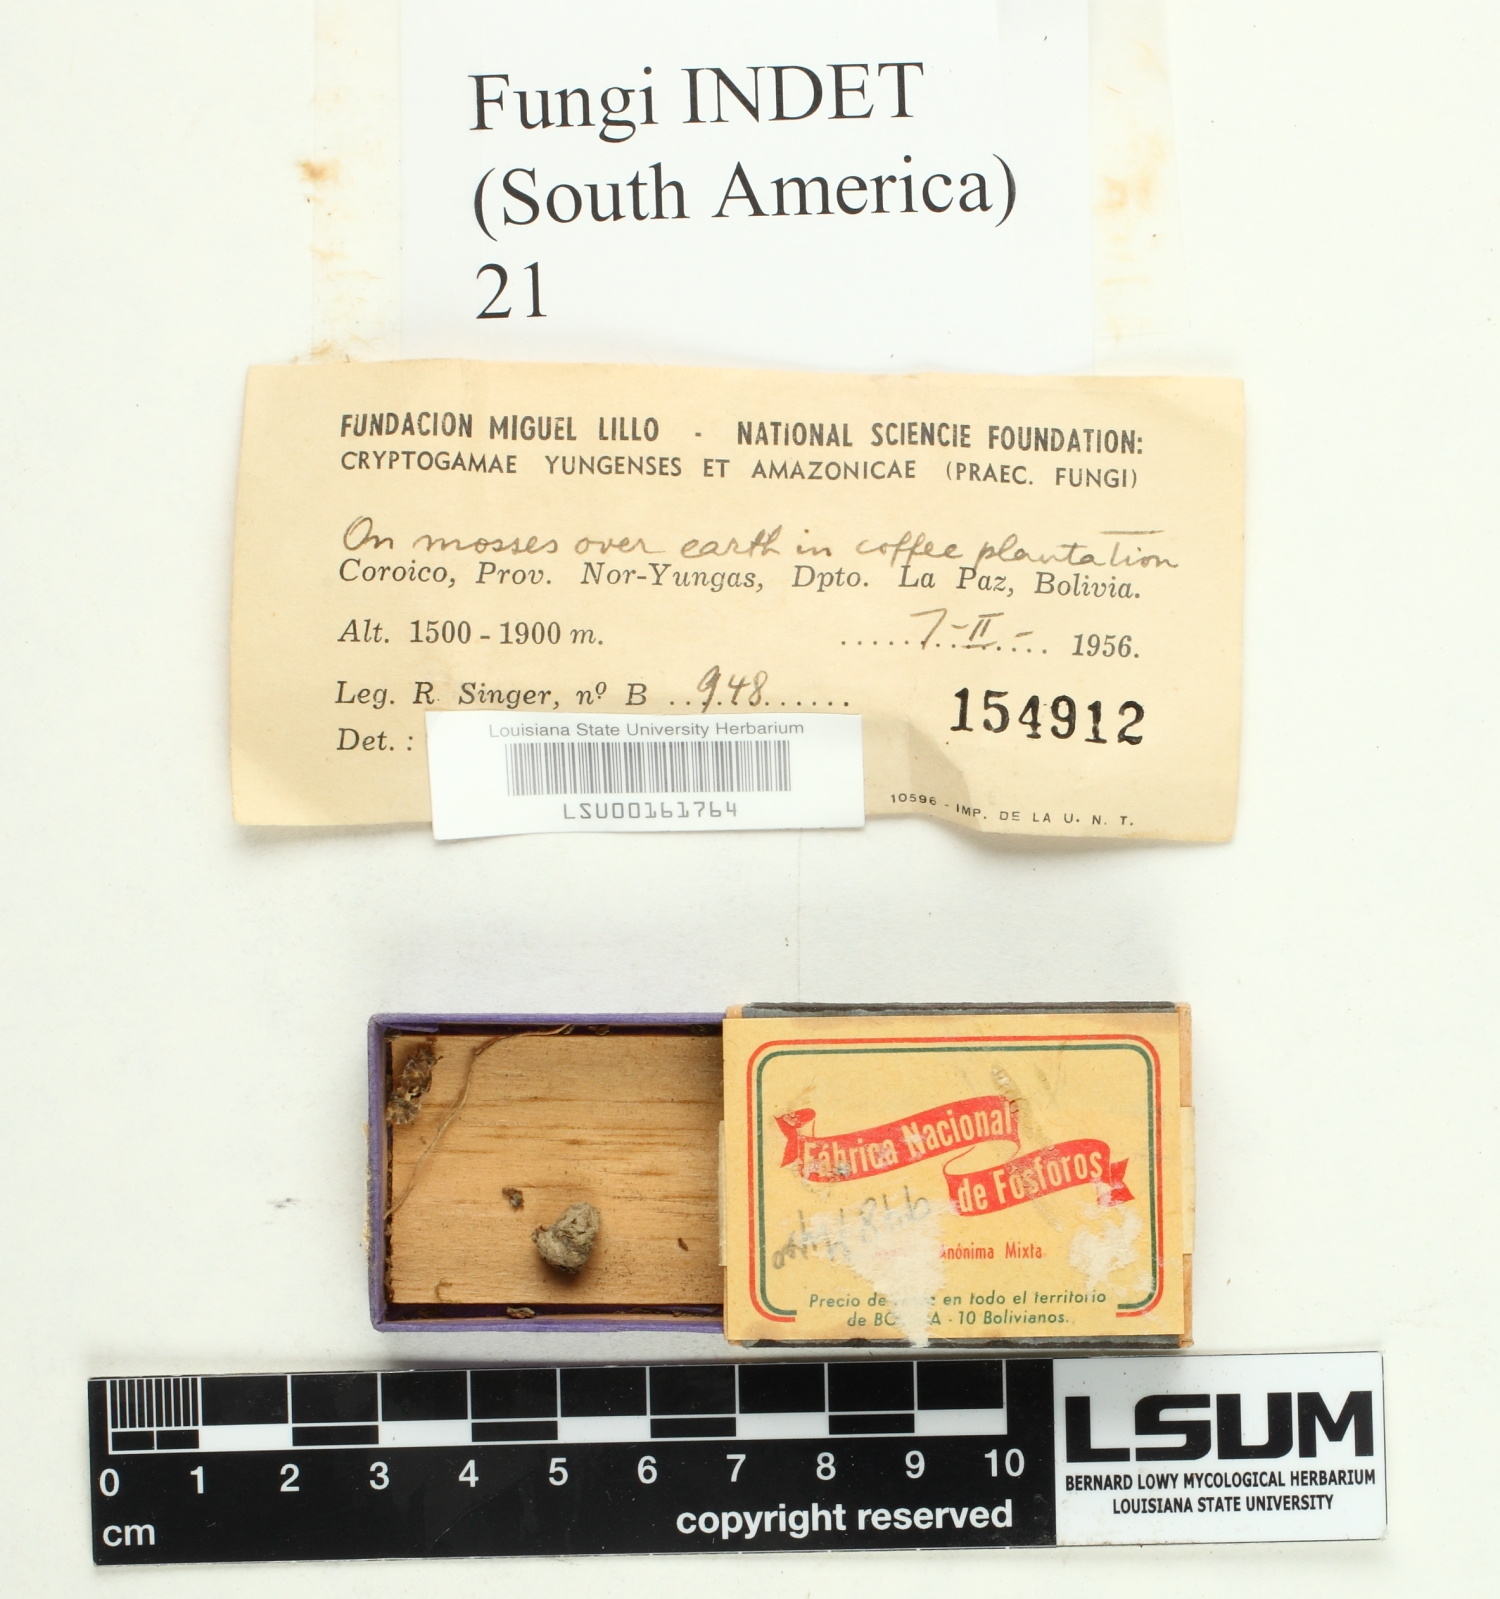 Fungi INDET
(South America)
21
FUNDACION MIGUEL LILLO - NATIONAL SCIENCIE FOUNDATION:
CRYPTOGAMAE YUNGENSES ET AMAZONICAE (PRAEC. FUNGI)
On mosses over earth in coffee plantation
Coroico, Prov. Nor-Yungas, Dpto. La Paz, Bolivia.
Alt. 1500 - 1900 m. .....7-II-.... 1956.
Leg. R. Singer, nº B ..948......
154912
Det. :
Louisiana State University Herbarium
LSU00161764
10596 - IMP. DE LA U. N. T.
Fábrica Nacional
de Fósforos
Anónima Mixta
Precio de en todo el territorio
de - 10 Bolivianos.
0 1 2 3 4 5 6 7 8 9 10
cm
copyright reserved
LSUM
BERNARD LOWY MYCOLOGICAL HERBARIUM
LOUISIANA STATE UNIVERSITY